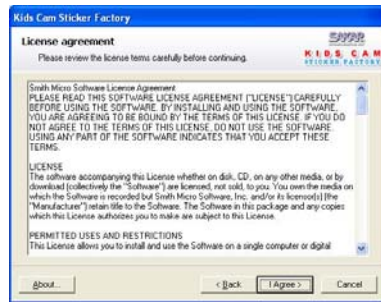 Kids Cam Sticker Factory
License agreement
Please review the license terms carefully before continuing.
SAKAR
K·I·D·S C A M
STICKER FACTORY
Smith Micro Software License Agreement
PLEASE READ THIS SOFTWARE LICENSE AGREEMENT ("LICENSE") CAREFULLY
BEFORE USING THE SOFTWARE. BY INSTALLING AND USING THE SOFTWARE,
YOU ARE AGREEING TO BE BOUND BY THE TERMS OF THIS LICENSE. IF YOU DO
NOT AGREE TO THE TERMS OF THIS LICENSE, DO NOT USE THE SOFTWARE.
USING ANY PART OF THE SOFTWARE INDICATES THAT YOU ACCEPT THESE
TERMS.
LICENSE
The software accompanying this License whether on disk, CD, on any other media, or by
download (collectively the "Software") are licensed, not sold, to you. You own the media on
which the Software is recorded but Smith Micro Software, Inc. and/or its licensor(s) (the
"Manufacturer") retain title to the Software. The Software in this package and any copies
which this License authorizes you to make are subject to this License.
PERMITTED USES AND RESTRICTIONS
This License allows you to install and use the Software on a single computer or digital
About...
< Back
I Agree >
Cancel